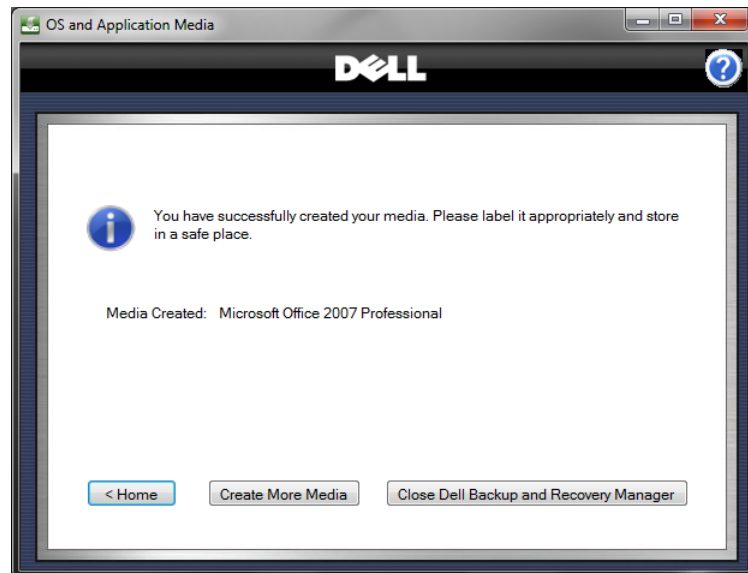 OS and Application Media
DELL
?
i
You have successfully created your media. Please label it appropriately and store
in a safe place.
Media Created: Microsoft Office 2007 Professional
< Home Create More Media Close Dell Backup and Recovery Manager